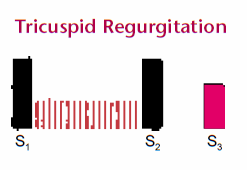 Tricuspid Regurgitation
S₁ S₂ S₃